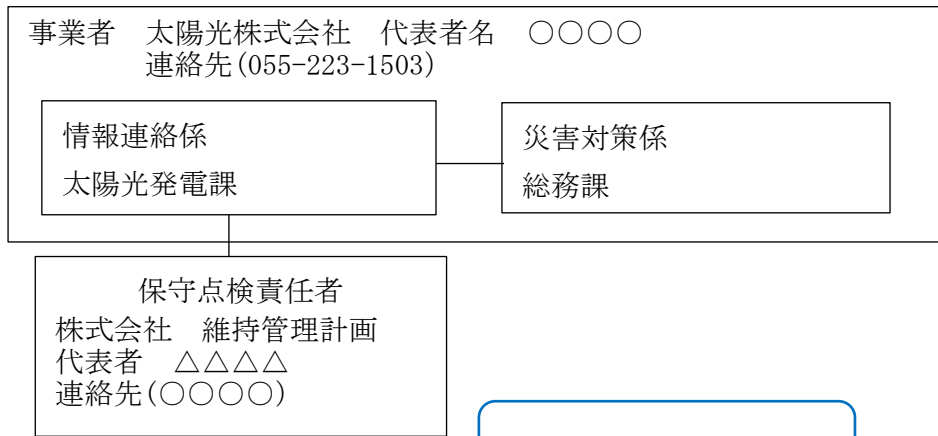 事業者　太陽光株式会社　代表者名　○○○○
連絡先(055-223-1503)
情報連絡係
太陽光発電課
災害対策係
総務課
保守点検責任者
株式会社　維持管理計画
代表者　△△△△
連絡先(○○○○)